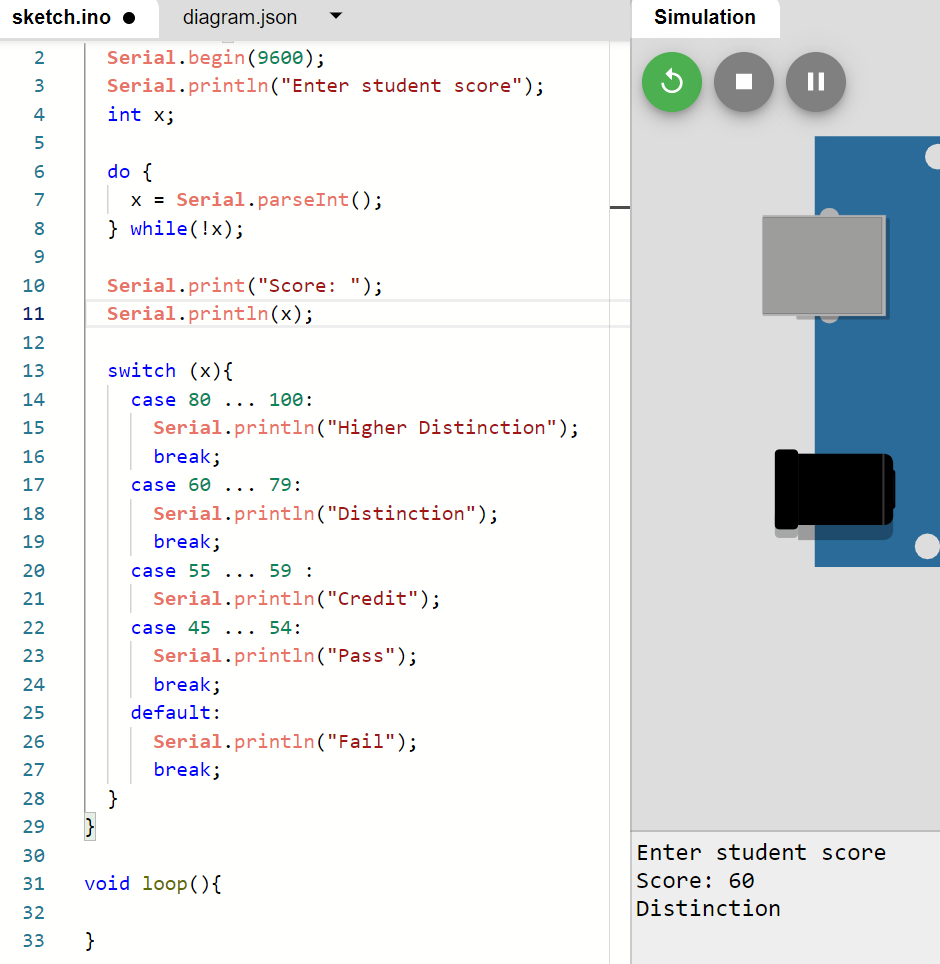 sketch.ino ● diagram.json
Simulation
2 Serial.begin(9600);
3 Serial.println("Enter student score");
4 int x;
5
6 do {
7 x = Serial.parseInt();
8 } while(!x);
9
10 Serial.print("Score: ");
11 Serial.println(x);
12
13 switch (x){
14 case 80 ... 100:
15 Serial.println("Higher Distinction");
16 break;
17 case 60 ... 79:
18 Serial.println("Distinction");
19 break;
20 case 55 ... 59 :
21 Serial.println("Credit");
22 case 45 ... 54:
23 Serial.println("Pass");
24 break;
25 default:
26 Serial.println("Fail");
27 break;
28 }
29 }
30
31 void loop(){
32
33 }
Enter student score
Score: 60
Distinction